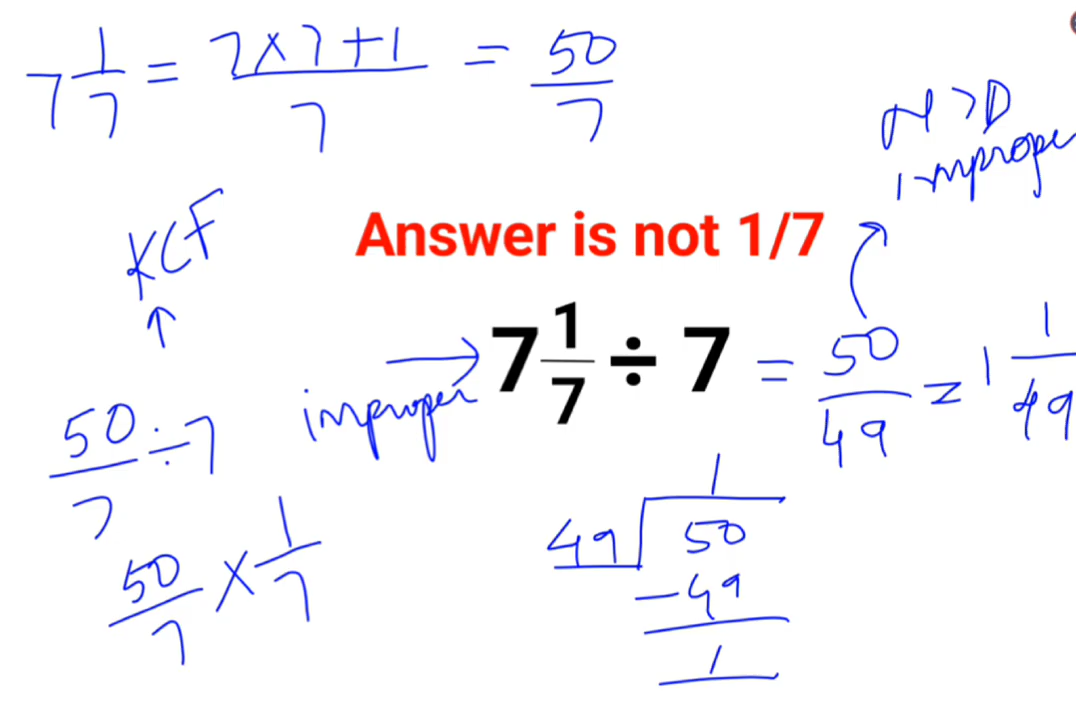 7 1/7 = 7×7+1/7 = 50/7
N>D
improper
KCF
↑
Answer is not 1/7
improper → 7 1/7 ÷ 7 = 50/49 = 1 1/49
50/7 ÷ 7
50/7 × 1/7
1
49 50
-49
1